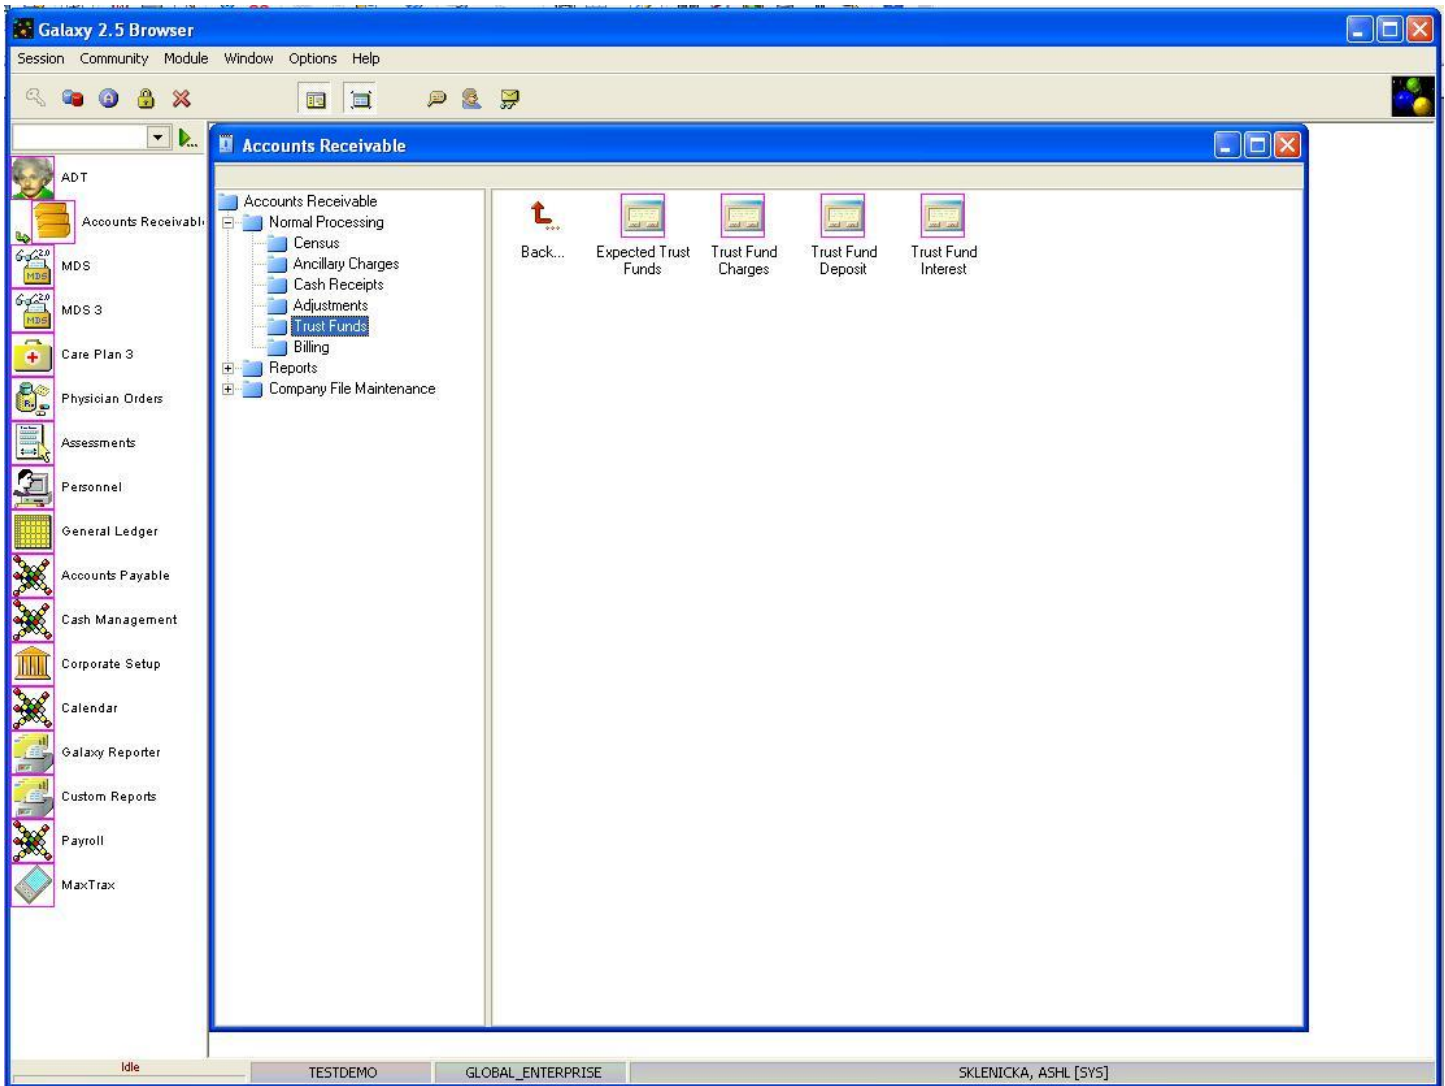 Galaxy 2.5 Browser
Session Community Module Window Options Help
Accounts Receivable
ADT
Accounts Receivabl
MDS
MDS 3
Care Plan 3
Physician Orders
Assessments
Personnel
General Ledger
Accounts Payable
Cash Management
Corporate Setup
Calendar
Galaxy Reporter
Custom Reports
Payroll
MaxTrax
Accounts Receivable
Normal Processing
Census
Ancillary Charges
Cash Receipts
Adjustments
Trust Funds
Billing
Reports
Company File Maintenance
Back...
Expected Trust
Funds
Trust Fund
Charges
Trust Fund
Deposit
Trust Fund
Interest
Idle
TESTDEMO
GLOBAL_ENTERPRISE
SKLENICKA, ASHL [SYS]